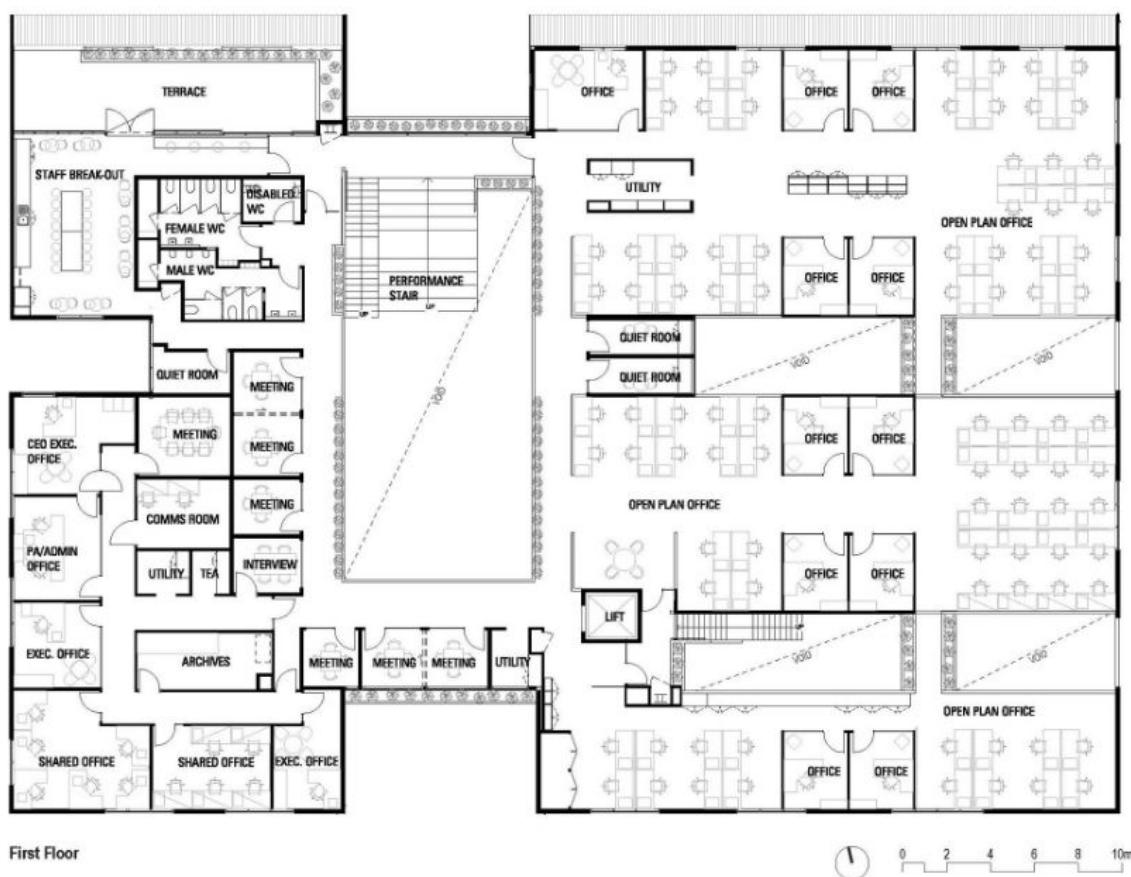 TERRACE
OFFICE
OFFICE
OFFICE
STAFF BREAK-OUT
DISABLED
WC
UTILITY
FEMALE WC
OPEN PLAN OFFICE
MALE WC
PERFORMANCE
STAIR
OFFICE
OFFICE
UP
UP
QUIET ROOM
VOID
VOID
QUIET ROOM
QUIET ROOM
MEETING
VOID
CEO EXEC.
OFFICE
MEETING
MEETING
OFFICE
OFFICE
MEETING
COMMS ROOM
OPEN PLAN OFFICE
PA/ADMIN
OFFICE
UTILITY
TEA
INTERVIEW
OFFICE
OFFICE
LIFT
UP
EXEC. OFFICE
ARCHIVES
MEETING
MEETING
MEETING
UTILITY
VOID
VOID
OPEN PLAN OFFICE
SHARED OFFICE
SHARED OFFICE
EXEC. OFFICE
OFFICE
OFFICE
First Floor
0 2 4 6 8 10m